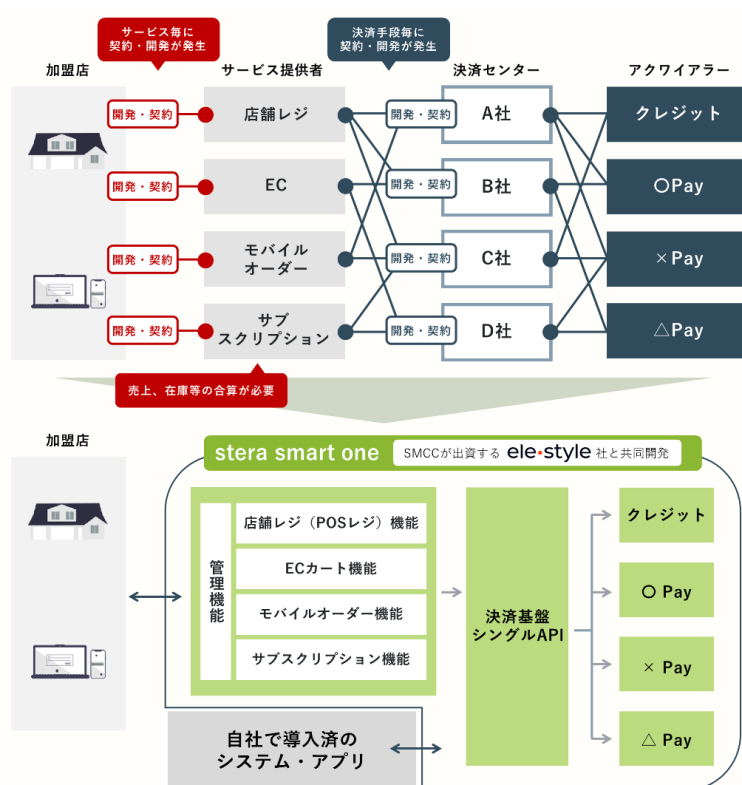 サービス毎に
契約・開発が発生
決済手段毎に
契約・開発が発生
加盟店
サービス提供者
決済センター
アクワイアラー
開発・契約
店舗レジ
開発・契約
A社
クレジット
開発・契約
EC
開発・契約
B社
〇Pay
開発・契約
モバイル
オーダー
開発・契約
C社
×Pay
開発・契約
サブ
スクリプション
開発・契約
D社
△Pay
売上、在庫等の合算が必要
加盟店
stera smart one
SMCCが出資する ele•style 社と共同開発
管理機能
店舗レジ（POSレジ）機能
ECカート機能
モバイルオーダー機能
サブスクリプション機能
決済基盤
シングルAPI
クレジット
〇 Pay
× Pay
△ Pay
自社で導入済の
システム・アプリ